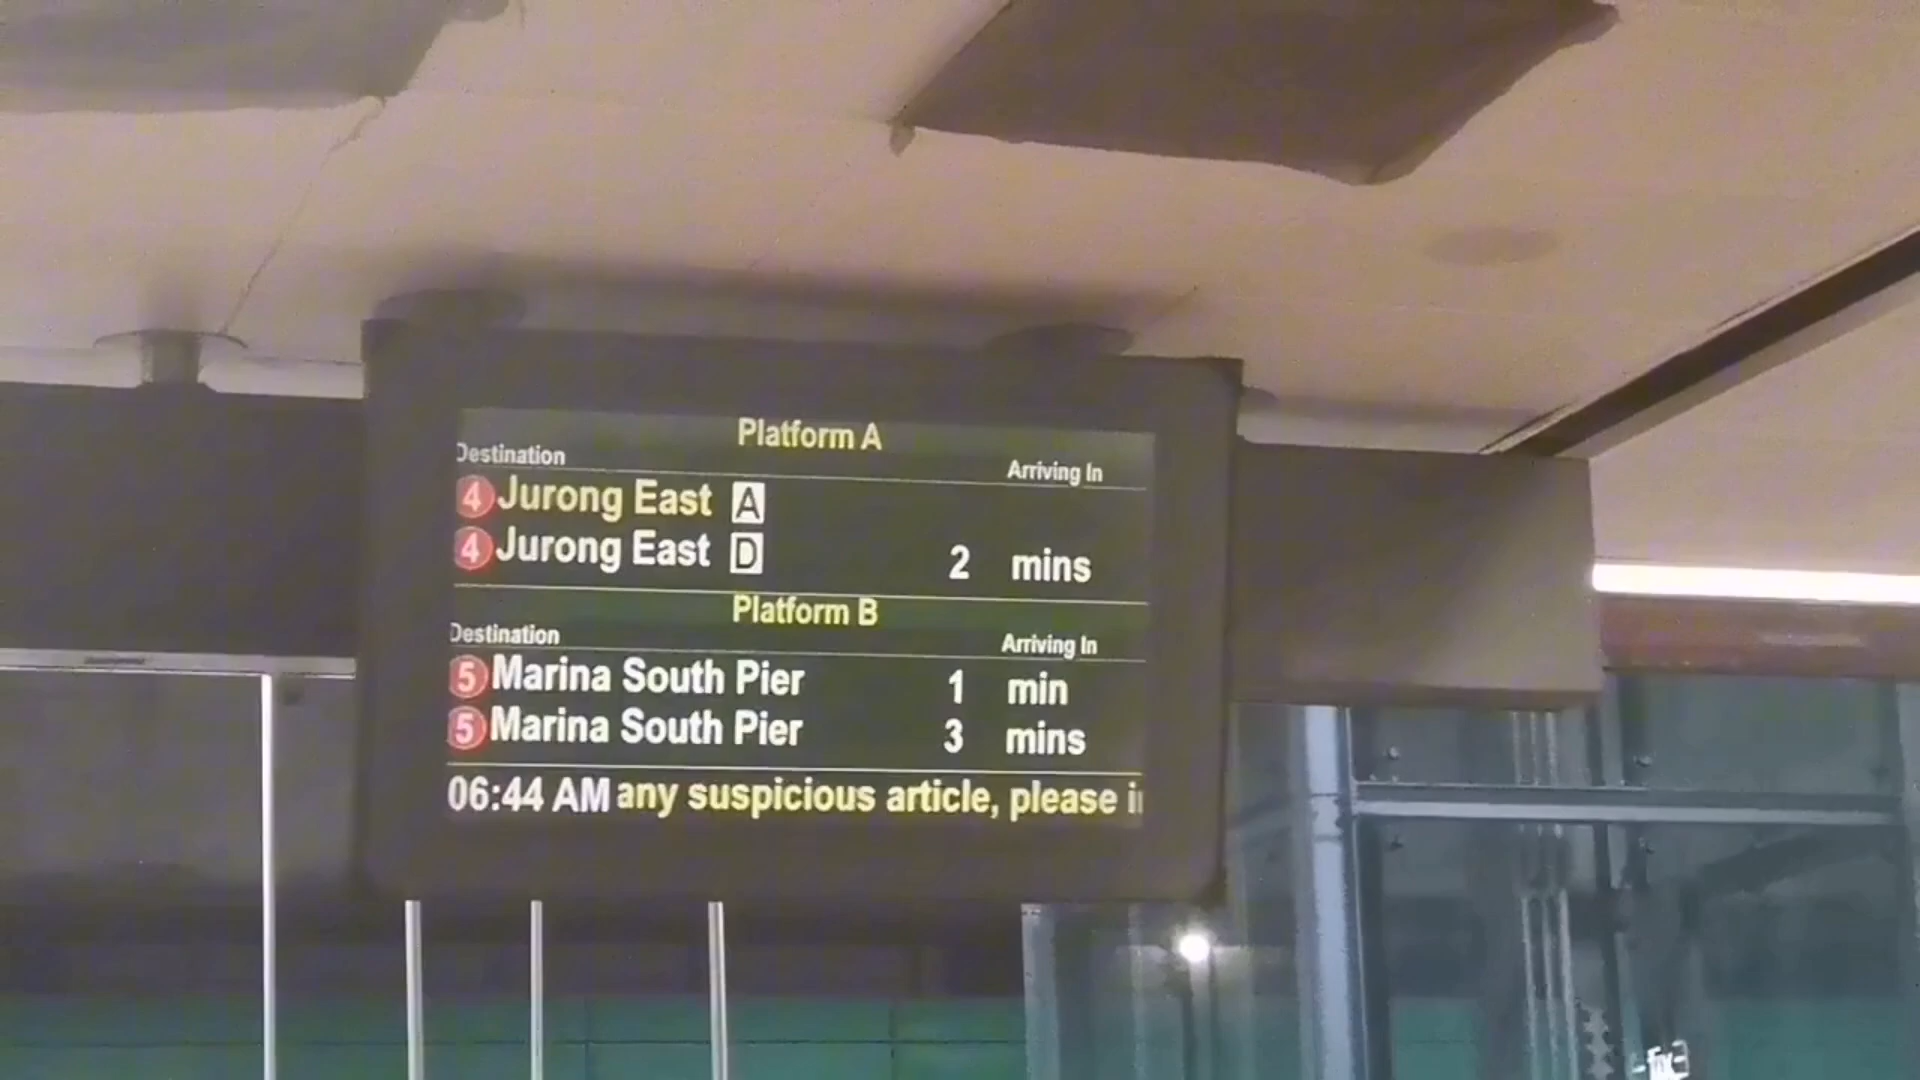 Platform A
Destination Arriving In
4 Jurong East A
4 Jurong East D 2 mins
Platform B
Destination Arriving In
5 Marina South Pier 1 min
5 Marina South Pier 3 mins
06:44 AM any suspicious article, please